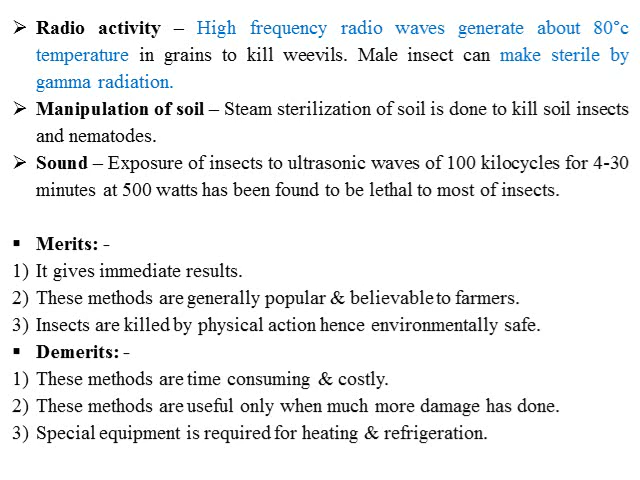 ➢ Radio activity – High frequency radio waves generate about 80°c
temperature in grains to kill weevils. Male insect can make sterile by
gamma radiation.
➢ Manipulation of soil – Steam sterilization of soil is done to kill soil insects
and nematodes.
➢ Sound – Exposure of insects to ultrasonic waves of 100 kilocycles for 4-30
minutes at 500 watts has been found to be lethal to most of insects.
▪ Merits: -
1) It gives immediate results.
2) These methods are generally popular & believable to farmers.
3) Insects are killed by physical action hence environmentally safe.
▪ Demerits: -
1) These methods are time consuming & costly.
2) These methods are useful only when much more damage has done.
3) Special equipment is required for heating & refrigeration.